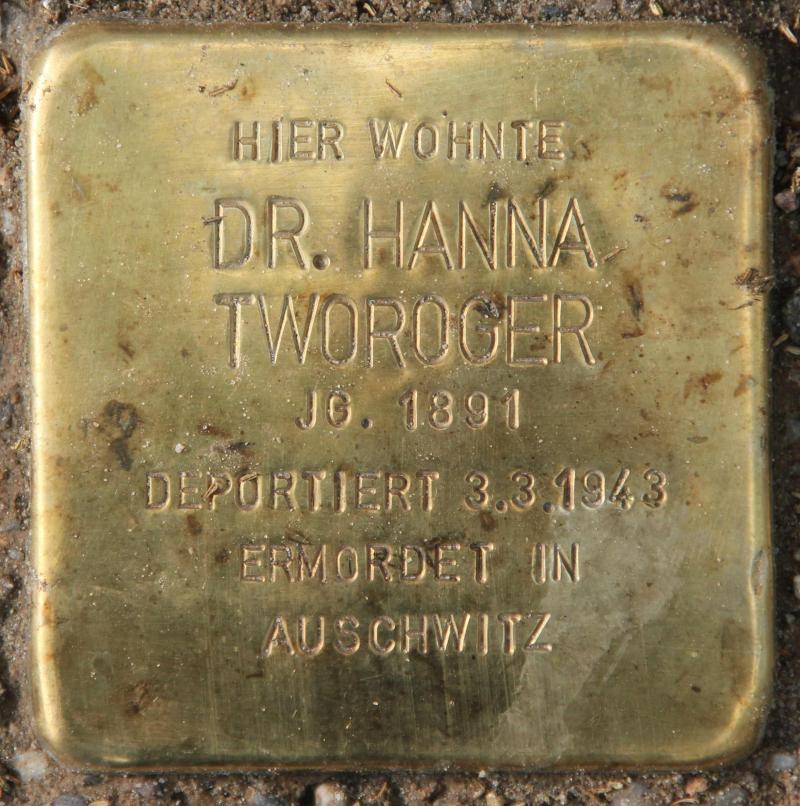 HIER WOHNTE
DR. HANNA
TWOROGER
JG. 1891
DEPORTIERT 3.3.1943
ERMORDET IN
AUSCHWITZ